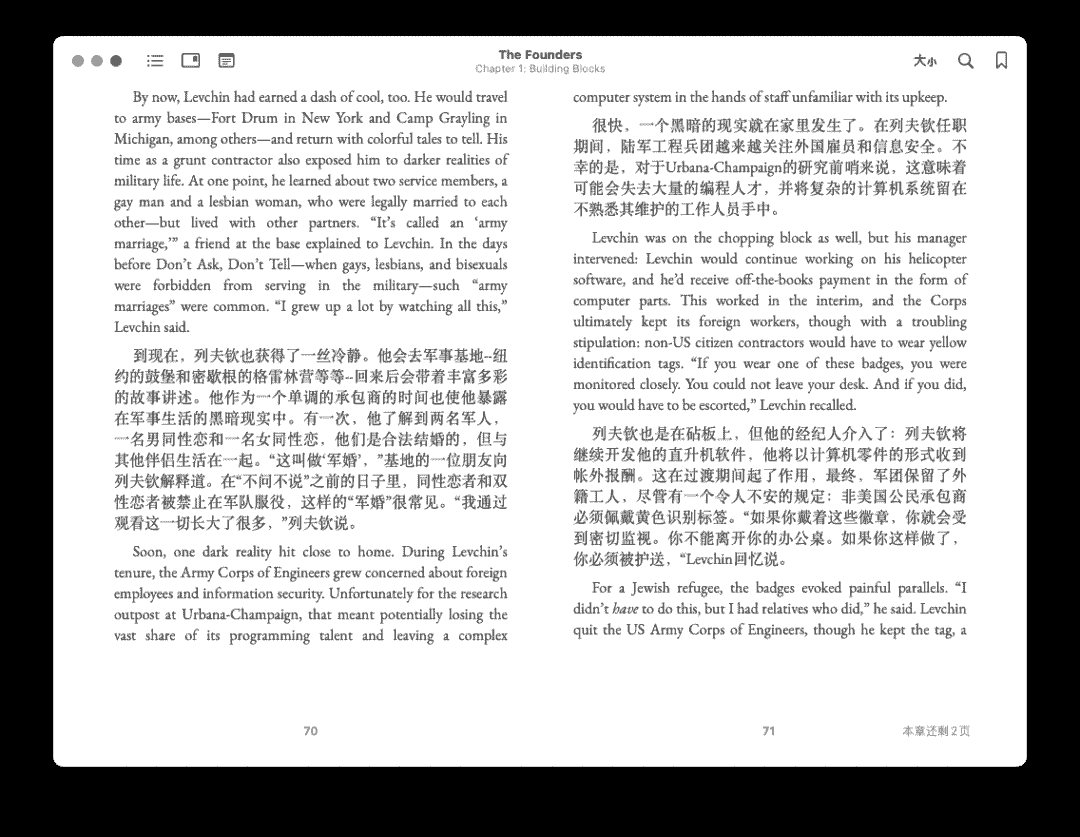 The Founders
Chapter 1: Building Blocks
大小
By now, Levchin had earned a dash of cool, too. He would travel
to army bases—Fort Drum in New York and Camp Grayling in
Michigan, among others—and return with colorful tales to tell. His
time as a grunt contractor also exposed him to darker realities of
military life. At one point, he learned about two service members, a
gay man and a lesbian woman, who were legally married to each
other—but lived with other partners. “It’s called an ‘army
marriage,’” a friend at the base explained to Levchin. In the days
before Don’t Ask, Don’t Tell—when gays, lesbians, and bisexuals
were forbidden from serving in the military—such “army
marriages” were common. “I grew up a lot by watching all this,”
Levchin said.
到现在，列夫钦也获得了一丝冷静。他会去军事基地--纽
约的鼓堡和密歇根的格雷林营等等--回来后会带着丰富多彩
的故事讲述。他作为一个单调的承包商的时间也使他暴露
在军事生活的黑暗现实中。有一次，他了解到两名军人，
一名男同性恋和一名女同性恋，他们是合法结婚的，但与
其他伴侣生活在一起。“这叫做‘军婚’，”基地的一位朋友向
列夫钦解释道。在“不问不说”之前的日子里，同性恋者和双
性恋者被禁止在军队服役，这样的“军婚”很常见。“我通过
观看这一切长大了很多，”列夫钦说。
Soon, one dark reality hit close to home. During Levchin’s
tenure, the Army Corps of Engineers grew concerned about foreign
employees and information security. Unfortunately for the research
outpost at Urbana-Champaign, that meant potentially losing the
vast share of its programming talent and leaving a complex
70
computer system in the hands of staff unfamiliar with its upkeep.
很快，一个黑暗的现实就在家里发生了。在列夫钦任职
期间，陆军工程兵团越来越关注外国雇员和信息安全。不
幸的是，对于Urbana-Champaign的研究前哨来说，这意味着
可能会失去大量的编程人才，并将复杂的计算机系统留在
不熟悉其维护的工作人员手中。
Levchin was on the chopping block as well, but his manager
intervened: Levchin would continue working on his helicopter
software, and he’d receive off-the-books payment in the form of
computer parts. This worked in the interim, and the Corps
ultimately kept its foreign workers, though with a troubling
stipulation: non-US citizen contractors would have to wear yellow
identification tags. “If you wear one of these badges, you were
monitored closely. You could not leave your desk. And if you did,
you would have to be escorted,” Levchin recalled.
列夫钦也是在砧板上，但他的经纪人介入了：列夫钦将
继续开发他的直升机软件，他将以计算机零件的形式收到
帐外报酬。这在过渡期间起了作用，最终，军团保留了外
籍工人，尽管有一个令人不安的规定：非美国公民承包商
必须佩戴黄色识别标签。“如果你戴着这些徽章，你就会受
到密切监视。你不能离开你的办公桌。如果你这样做了，
你必须被护送，“Levchin回忆说。
For a Jewish refugee, the badges evoked painful parallels. “I
didn’t have to do this, but I had relatives who did,” he said. Levchin
quit the US Army Corps of Engineers, though he kept the tag, a
71
本章还剩 2 页